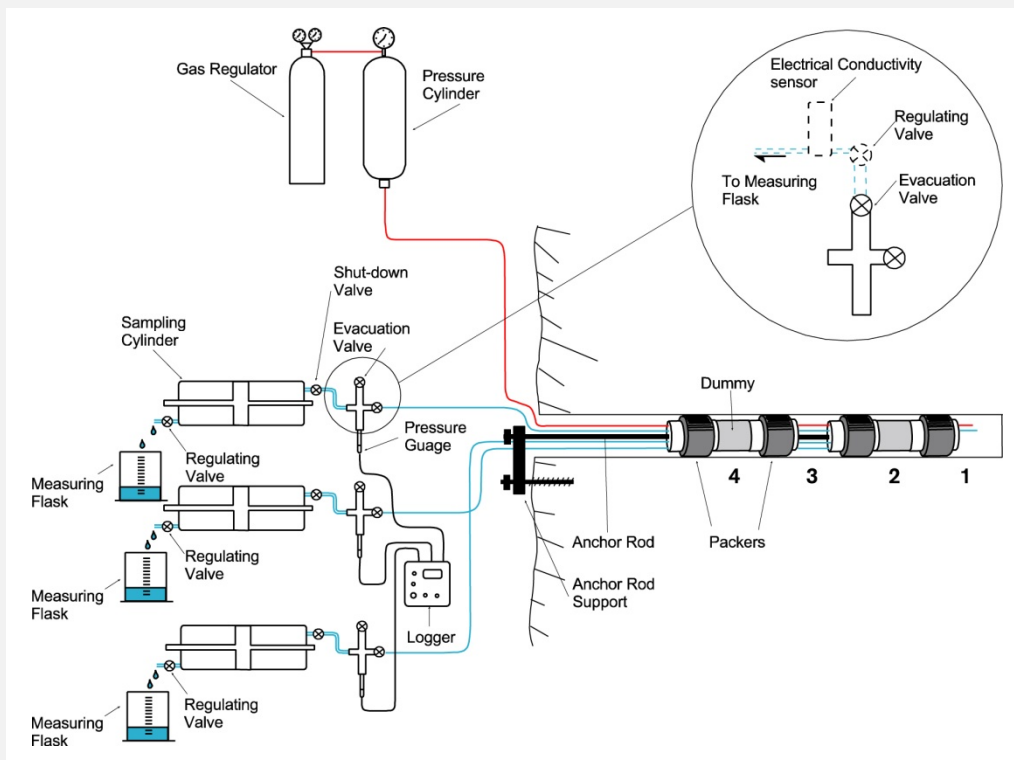 Gas Regulator
Pressure
Cylinder
Electrical Conductivity
sensor
Regulating
Valve
To Measuring
Flask
Evacuation
Valve
Shut-down
Valve
Sampling
Cylinder
Evacuation
Valve
Dummy
Pressure
Guage
Regulating
Valve
Measuring
Flask
4
3
2
1
Anchor Rod
Packers
Regulating
Valve
Measuring
Flask
Anchor Rod
Support
Logger
Regulating
Valve
Measuring
Flask